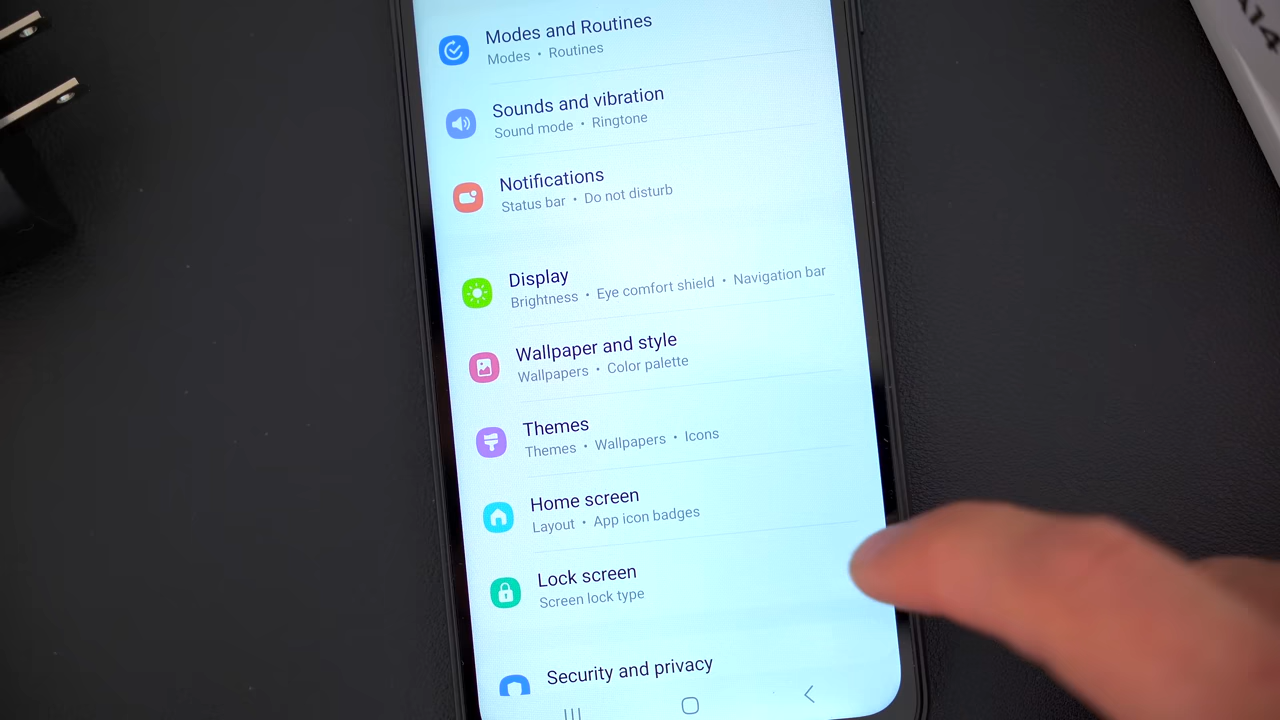 Modes and Routines
Modes • Routines
Sounds and vibration
Sound mode • Ringtone
Notifications
Status bar • Do not disturb
Display
Brightness • Eye comfort shield • Navigation bar
Wallpaper and style
Wallpapers • Color palette
Themes
Themes • Wallpapers • Icons
Home screen
Layout • App icon badges
Lock screen
Screen lock type
Security and privacy
A14